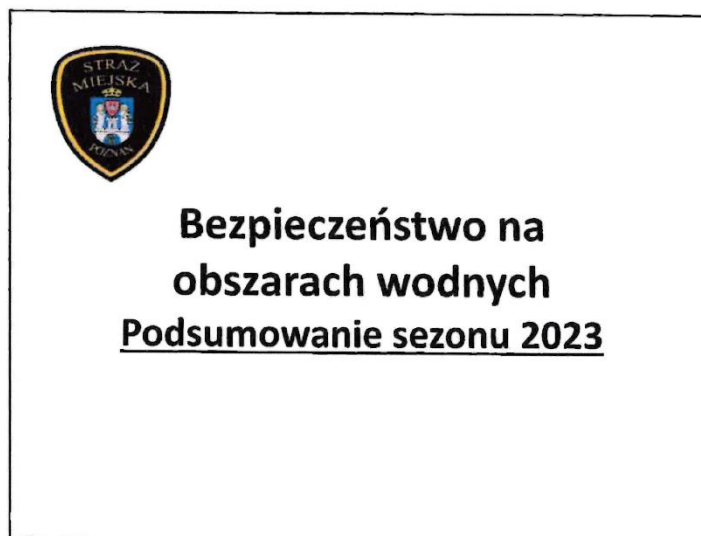 STRAŻ
MIEJSKA
POZNAŃ
Bezpieczeństwo na
obszarach wodnych
Podsumowanie sezonu 2023